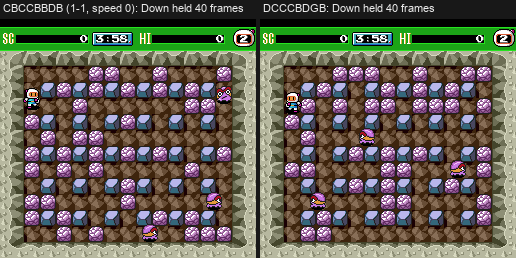 CBCCBBDB (1-1, speed 0): Down held 40 frames
DCCCBDGB: Down held 40 frames
SC 0 3:58 HI 0 2
SC 0 3:58 HI 0 2